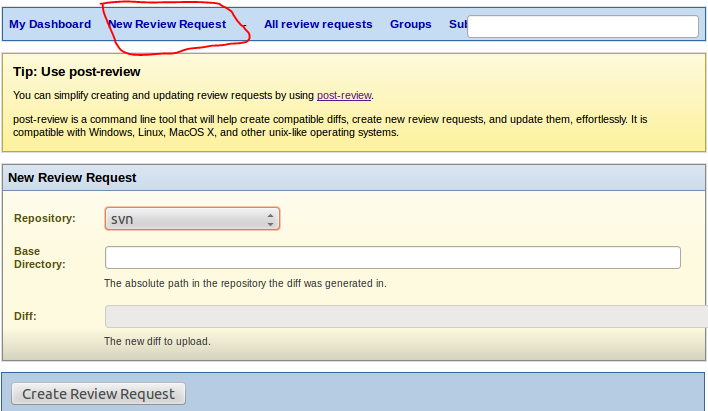 My Dashboard New Review Request - All review requests Groups Sub
Tip: Use post-review
You can simplify creating and updating review requests by using post-review.
post-review is a command line tool that will help create compatible diffs, create new review requests, and update them, effortlessly. It is
compatible with Windows, Linux, MacOS X, and other unix-like operating systems.
New Review Request
Repository: svn
Base
Directory:
The absolute path in the repository the diff was generated in.
Diff:
The new diff to upload.
Create Review Request